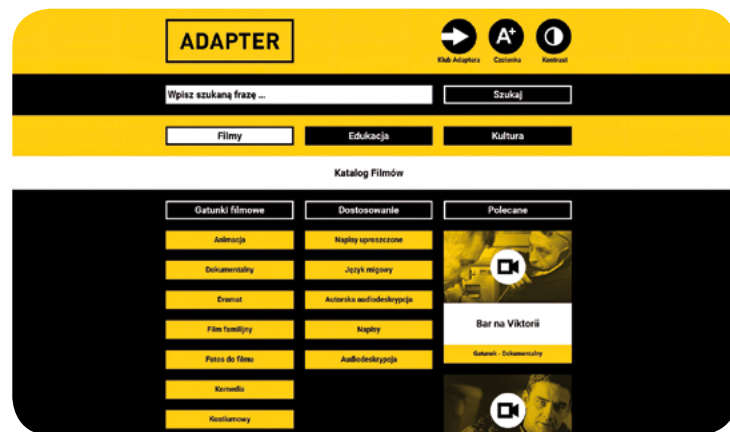 ADAPTER
A+
Klub Adaptera
Czcionka
Kontrast
Wpisz szukaną frazę ...
Szukaj
Filmy
Edukacja
Kultura
Katalog Filmów
Gatunki filmowe
Dostosowanie
Polecane
Animacja
Napisy uproszczone
Dokumentalny
Język migowy
Dramat
Autorska audiodeskrypcja
Film familijny
Napisy
Bar na Viktorii
Fotos do filmu
Audiodeskrypcja
Gatunek - Dokumentalny
Komedia
Kostiumowy